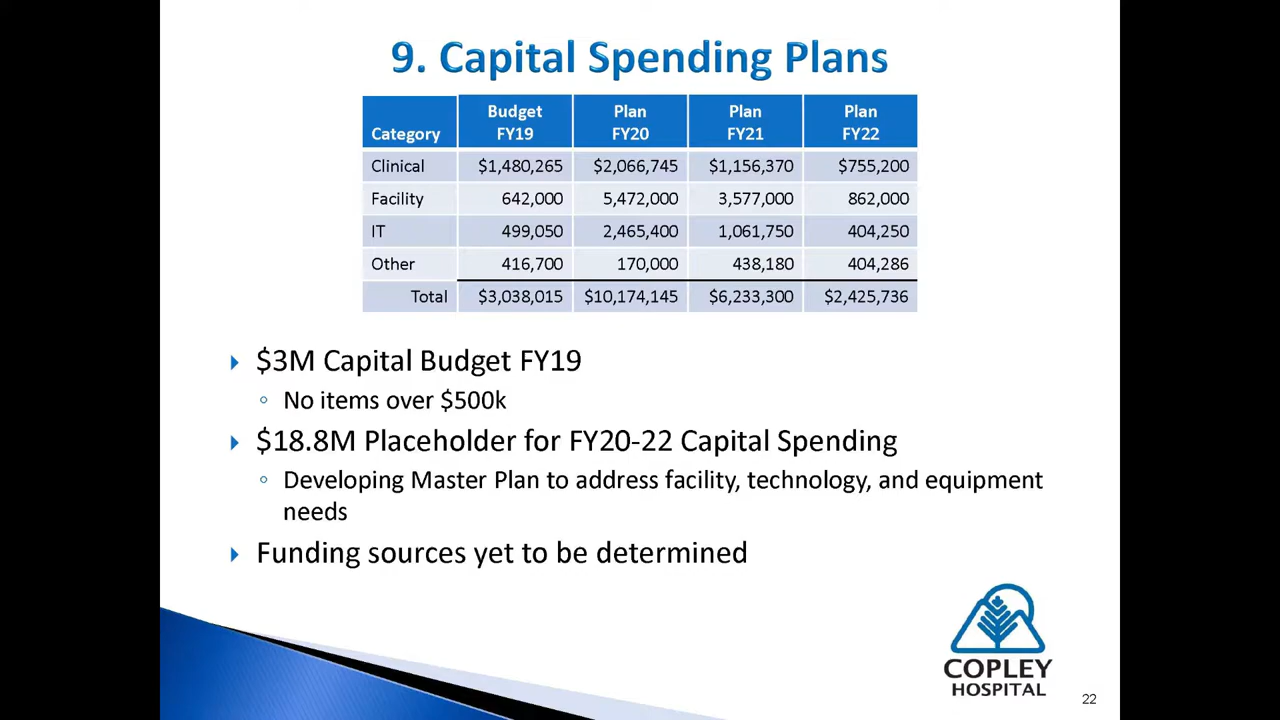 9. Capital Spending Plans
Category Budget FY19 Plan FY20 Plan FY21 Plan FY22
Clinical $1,480,265 $2,066,745 $1,156,370 $755,200
Facility 642,000 5,472,000 3,577,000 862,000
IT 499,050 2,465,400 1,061,750 404,250
Other 416,700 170,000 438,180 404,286
Total $3,038,015 $10,174,145 $6,233,300 $2,425,736
$3M Capital Budget FY19
No items over $500k
$18.8M Placeholder for FY20-22 Capital Spending
Developing Master Plan to address facility, technology, and equipment
needs
Funding sources yet to be determined
COPLEY
HOSPITAL
22